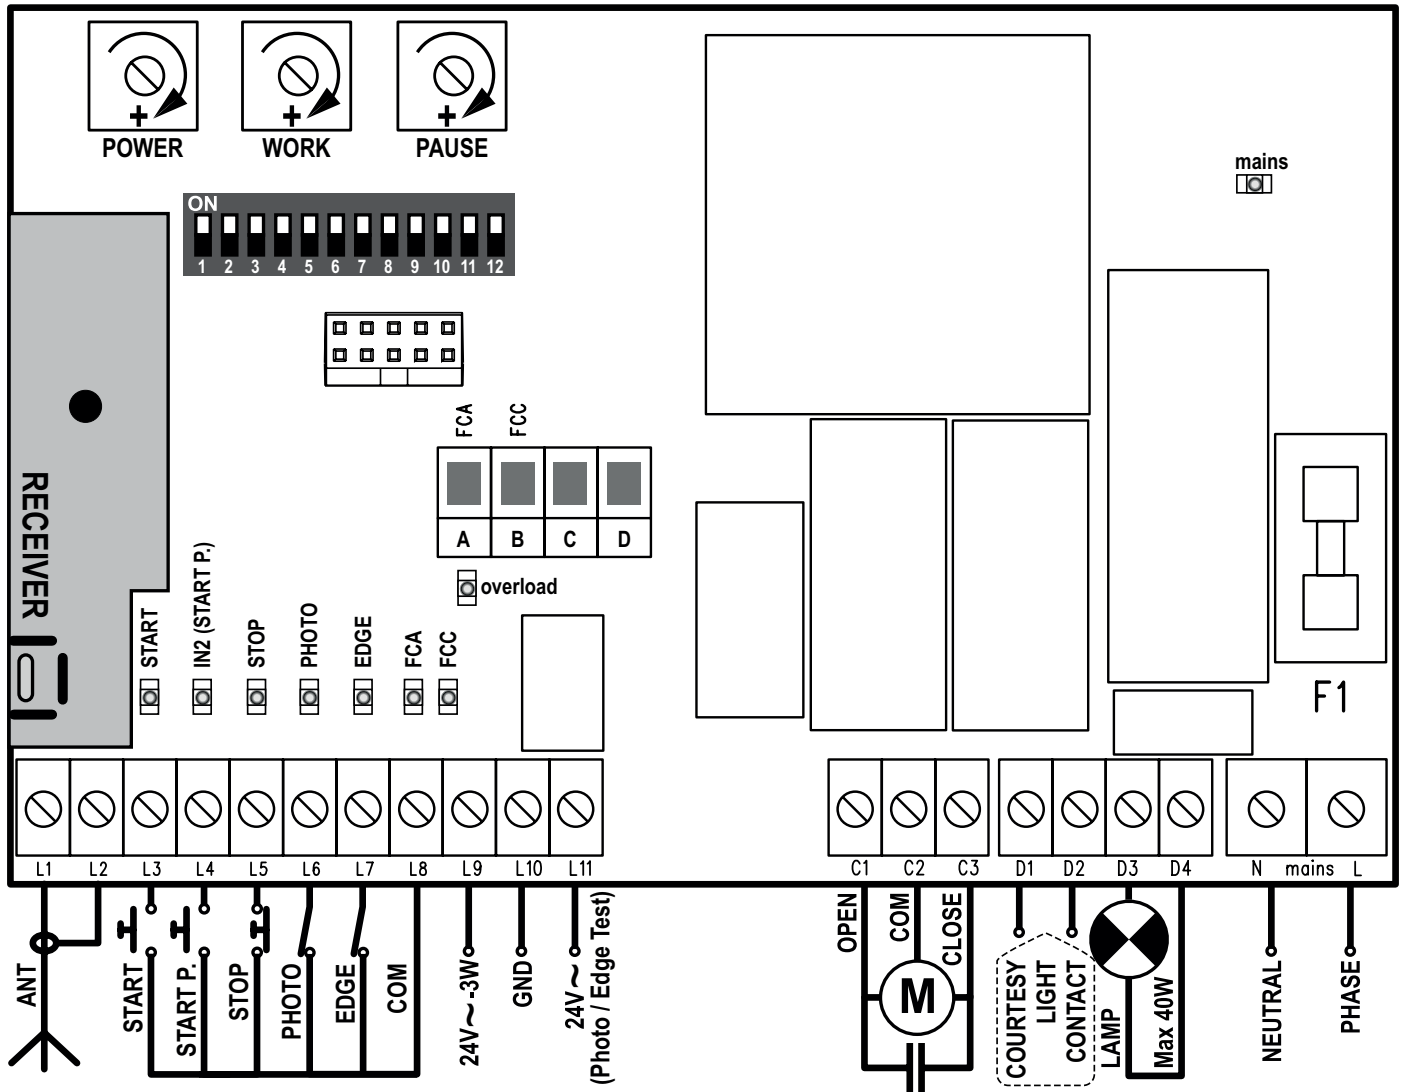 +
+
+
POWER
WORK
PAUSE
mains
ON
1 2 3 4 5 6 7 8 9 10 11 12
RECEIVER
FCA
FCC
A
B
C
D
overload
START
IN2 (START P.)
STOP
PHOTO
EDGE
FCA
FCC
F1
L1 L2 L3 L4 L5 L6 L7 L8 L9 L10 L11
C1 C2 C3
D1 D2 D3 D4
N mains L
ANT
START
START P.
STOP
PHOTO
EDGE
COM
24V~-3W
GND
24V~
(Photo / Edge Test)
OPEN
COM
CLOSE
M
COURTESY
LIGHT
CONTACT
LAMP
Max 40W
NEUTRAL
PHASE